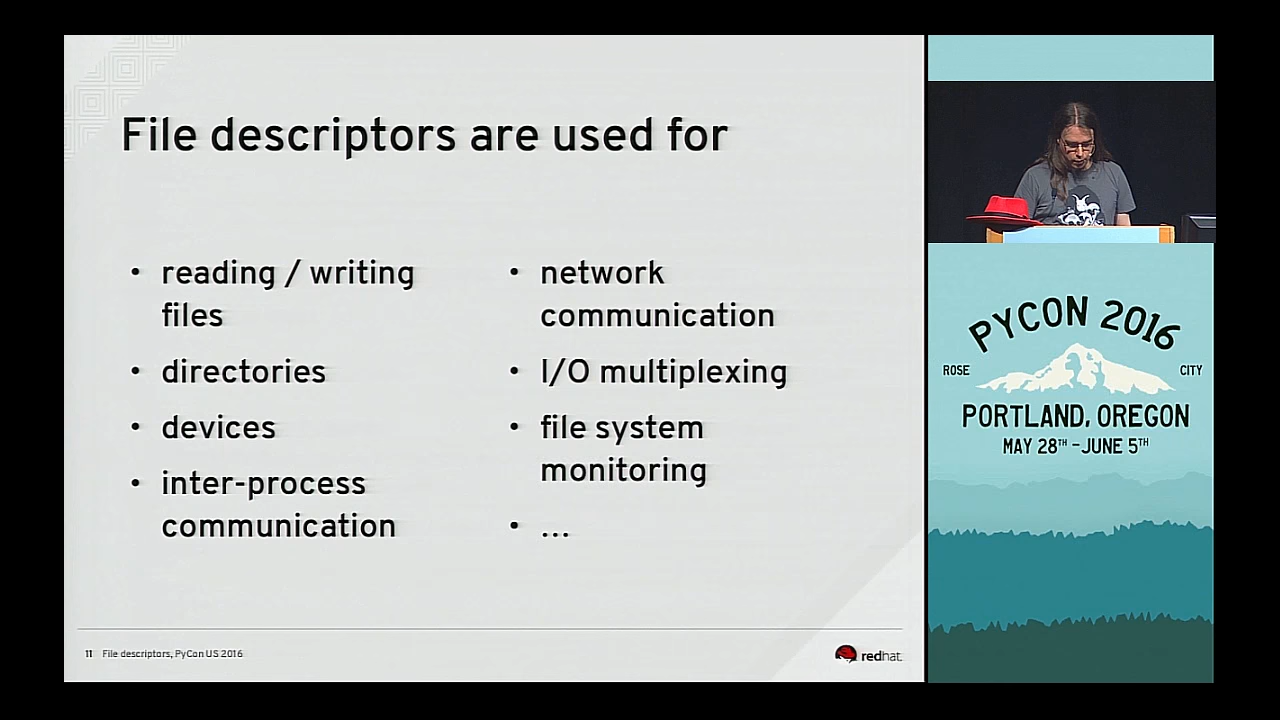 File descriptors are used for
• reading / writing
files
• directories
• devices
• inter-process
communication
• network
communication
• I/O multiplexing
• file system
monitoring
• ...
11 File descriptors, PyCon US 2016
redhat.
PYCON 2016
ROSE CITY
PORTLAND, OREGON
MAY 28TH - JUNE 5TH